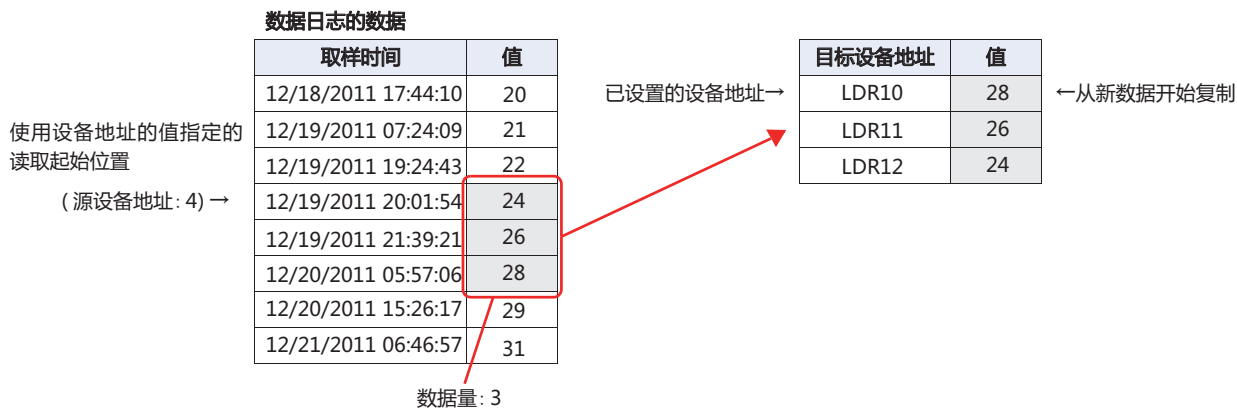 数据日志的数据
取样时间 值
12/18/2011 17:44:10 20
12/19/2011 07:24:09 21
12/19/2011 19:24:43 22
12/19/2011 20:01:54 24
12/19/2011 21:39:21 26
12/20/2011 05:57:06 28
12/20/2011 15:26:17 29
12/21/2011 06:46:57 31
使用设备地址的值指定的
读取起始位置
(源设备地址: 4) →
数据量: 3
目标设备地址 值
已设置的设备地址→ LDR10 28 ←从新数据开始复制
LDR11 26
LDR12 24